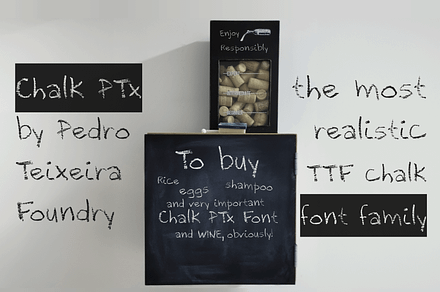 Chalk PTx
by Pedro
Teixeira
Foundry
Enjoy
Responsibly
To buy
Rice
eggs
shampoo
and very important
Chalk PTx Font
and WINE, obviously!
the most
realistic
TTF chalk
font family